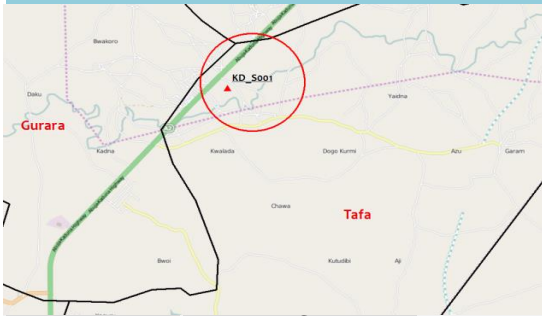 Bwakoro
KD_S001
Daku
Yaidna
Gurara
Kadna
Kwalada
Dogo Kurmi
Azu
Garam
Chawa
Tafa
Bwoi
Kutudibi
Aji